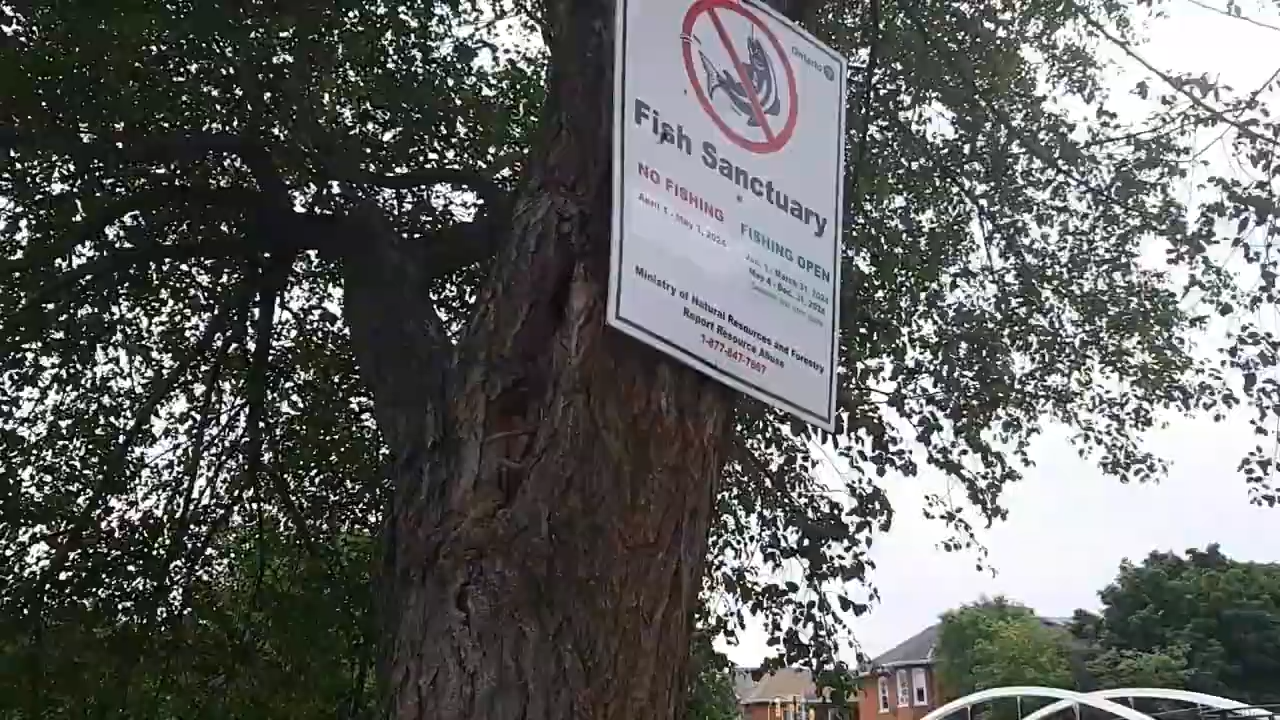 Ontario
Fish Sanctuary
NO FISHING
April 1 - May 3, 2024
FISHING OPEN
Jan. 1 - March 31, 2024
May 4 - Dec. 31, 2024
Ministry of Natural Resources and Forestry
Report Resource Abuse
1-877-847-7667